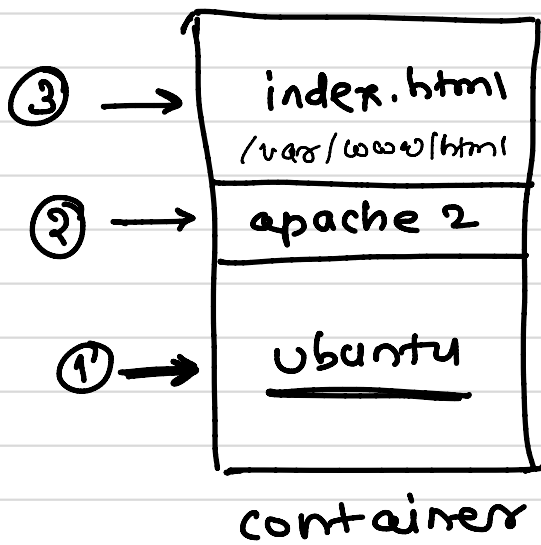 ③ → index.html
/var/www/html
② → apache 2
① → ubuntu
container